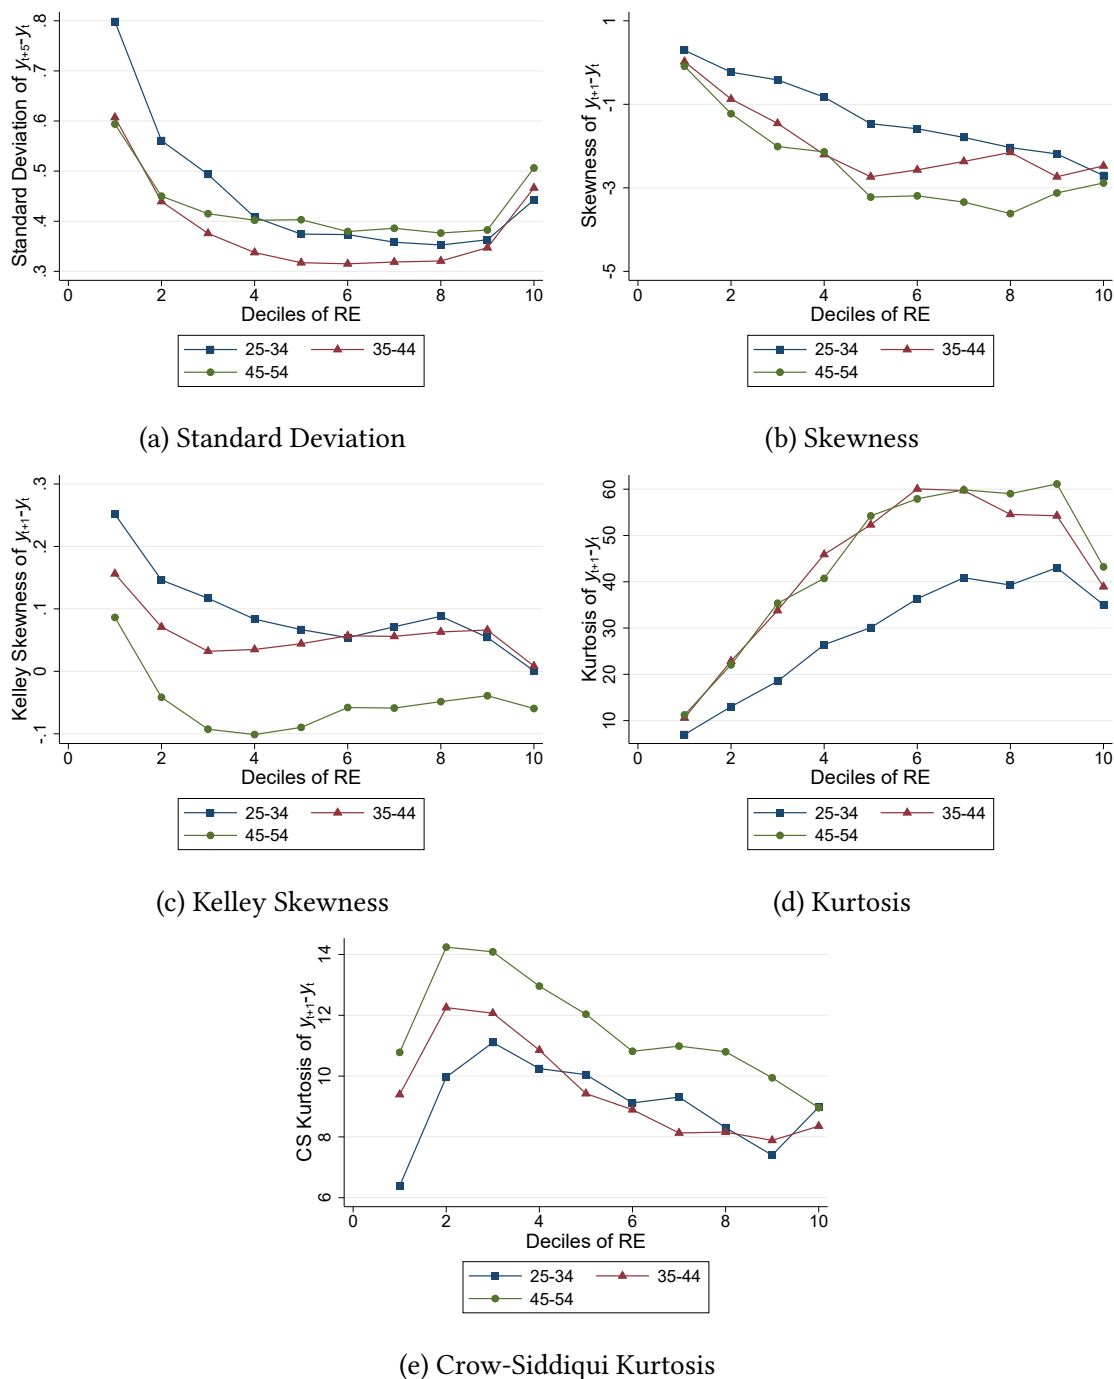 Standard Deviation of y_{t+5}-y_t
.8
.7
.6
.5
.4
.3
0 2 4 6 8 10
Deciles of RE
25-34 35-44
45-54
(a) Standard Deviation
Skewness of y_{t+1}-y_t
1
-1
-3
-5
0 2 4 6 8 10
Deciles of RE
25-34 35-44
45-54
(b) Skewness
Kelley Skewness of y_{t+1}-y_t
.3
.2
.1
0
-.1
0 2 4 6 8 10
Deciles of RE
25-34 35-44
45-54
(c) Kelley Skewness
Kurtosis of y_{t+1}-y_t
60
50
40
30
20
10
0 2 4 6 8 10
Deciles of RE
25-34 35-44
45-54
(d) Kurtosis
CS Kurtosis of y_{t+1}-y_t
14
12
10
8
6
0 2 4 6 8 10
Deciles of RE
25-34 35-44
45-54
(e) Crow-Siddiqui Kurtosis